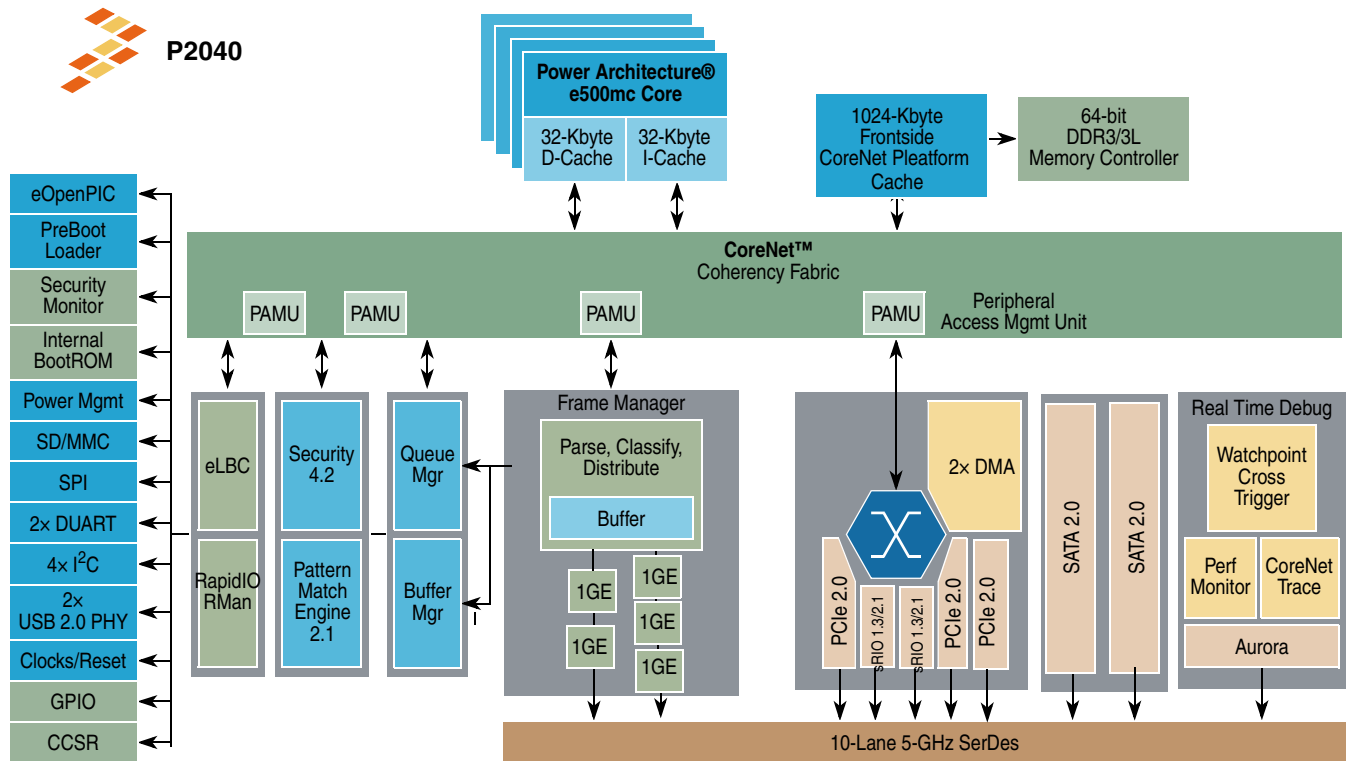 P2040
Power Architecture®
e500mc Core
32-Kbyte
D-Cache
32-Kbyte
I-Cache
1024-Kbyte
Frontside
CoreNet Pleatform
Cache
64-bit
DDR3/3L
Memory Controller
eOpenPIC
PreBoot
Loader
Security
Monitor
Internal
BootROM
Power Mgmt
SD/MMC
SPI
2x DUART
4x I²C
2x
USB 2.0 PHY
Clocks/Reset
GPIO
CCSR
CoreNet™
Coherency Fabric
PAMU
PAMU
PAMU
PAMU
Peripheral
Access Mgmt Unit
eLBC
RapidIO
RMan
Security
4.2
Pattern
Match
Engine
2.1
Queue
Mgr
Buffer
Mgr
Frame Manager
Parse, Classify,
Distribute
Buffer
1GE
1GE
1GE
1GE
1GE
2x DMA
PCIe 2.0
sRIO 1.3/2.1
sRIO 1.3/2.1
PCIe 2.0
PCIe 2.0
SATA 2.0
SATA 2.0
Real Time Debug
Watchpoint
Cross
Trigger
Perf
Monitor
CoreNet
Trace
Aurora
10-Lane 5-GHz SerDes